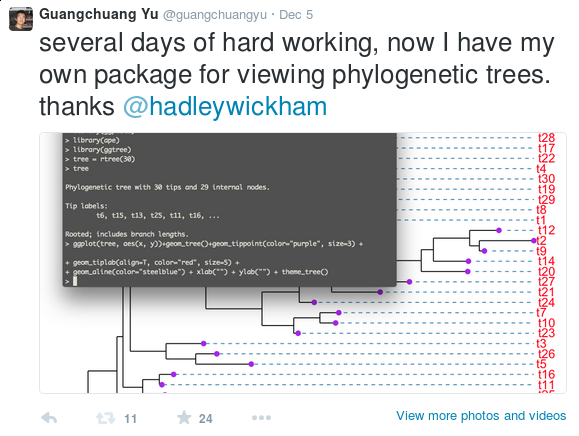 Guangchuang Yu @guangchuangyu · Dec 5
several days of hard working, now I have my
own package for viewing phylogenetic trees.
thanks @hadleywickham
> library(ape)
> library(ggtree)
> tree = rtree(30)
> tree
Phylogenetic tree with 30 tips and 29 internal nodes.
Tip labels:
t6, t15, t13, t25, t11, t16, ...
Rooted; includes branch lengths.
> ggplot(tree, aes(x, y))+geom_tree()+geom_tippoint(color="purple", size=3) +
+ geom_tiplab(align=T, color="red", size=5) +
+ geom_aline(color="steelblue") + xlab("") + ylab("") + theme_tree()
>
t28
t17
t22
t4
t30
t19
t29
t8
t1
t12
t2
t9
t14
t20
t27
t21
t24
t7
t10
t23
t3
t26
t5
t16
t11
11
24
View more photos and videos